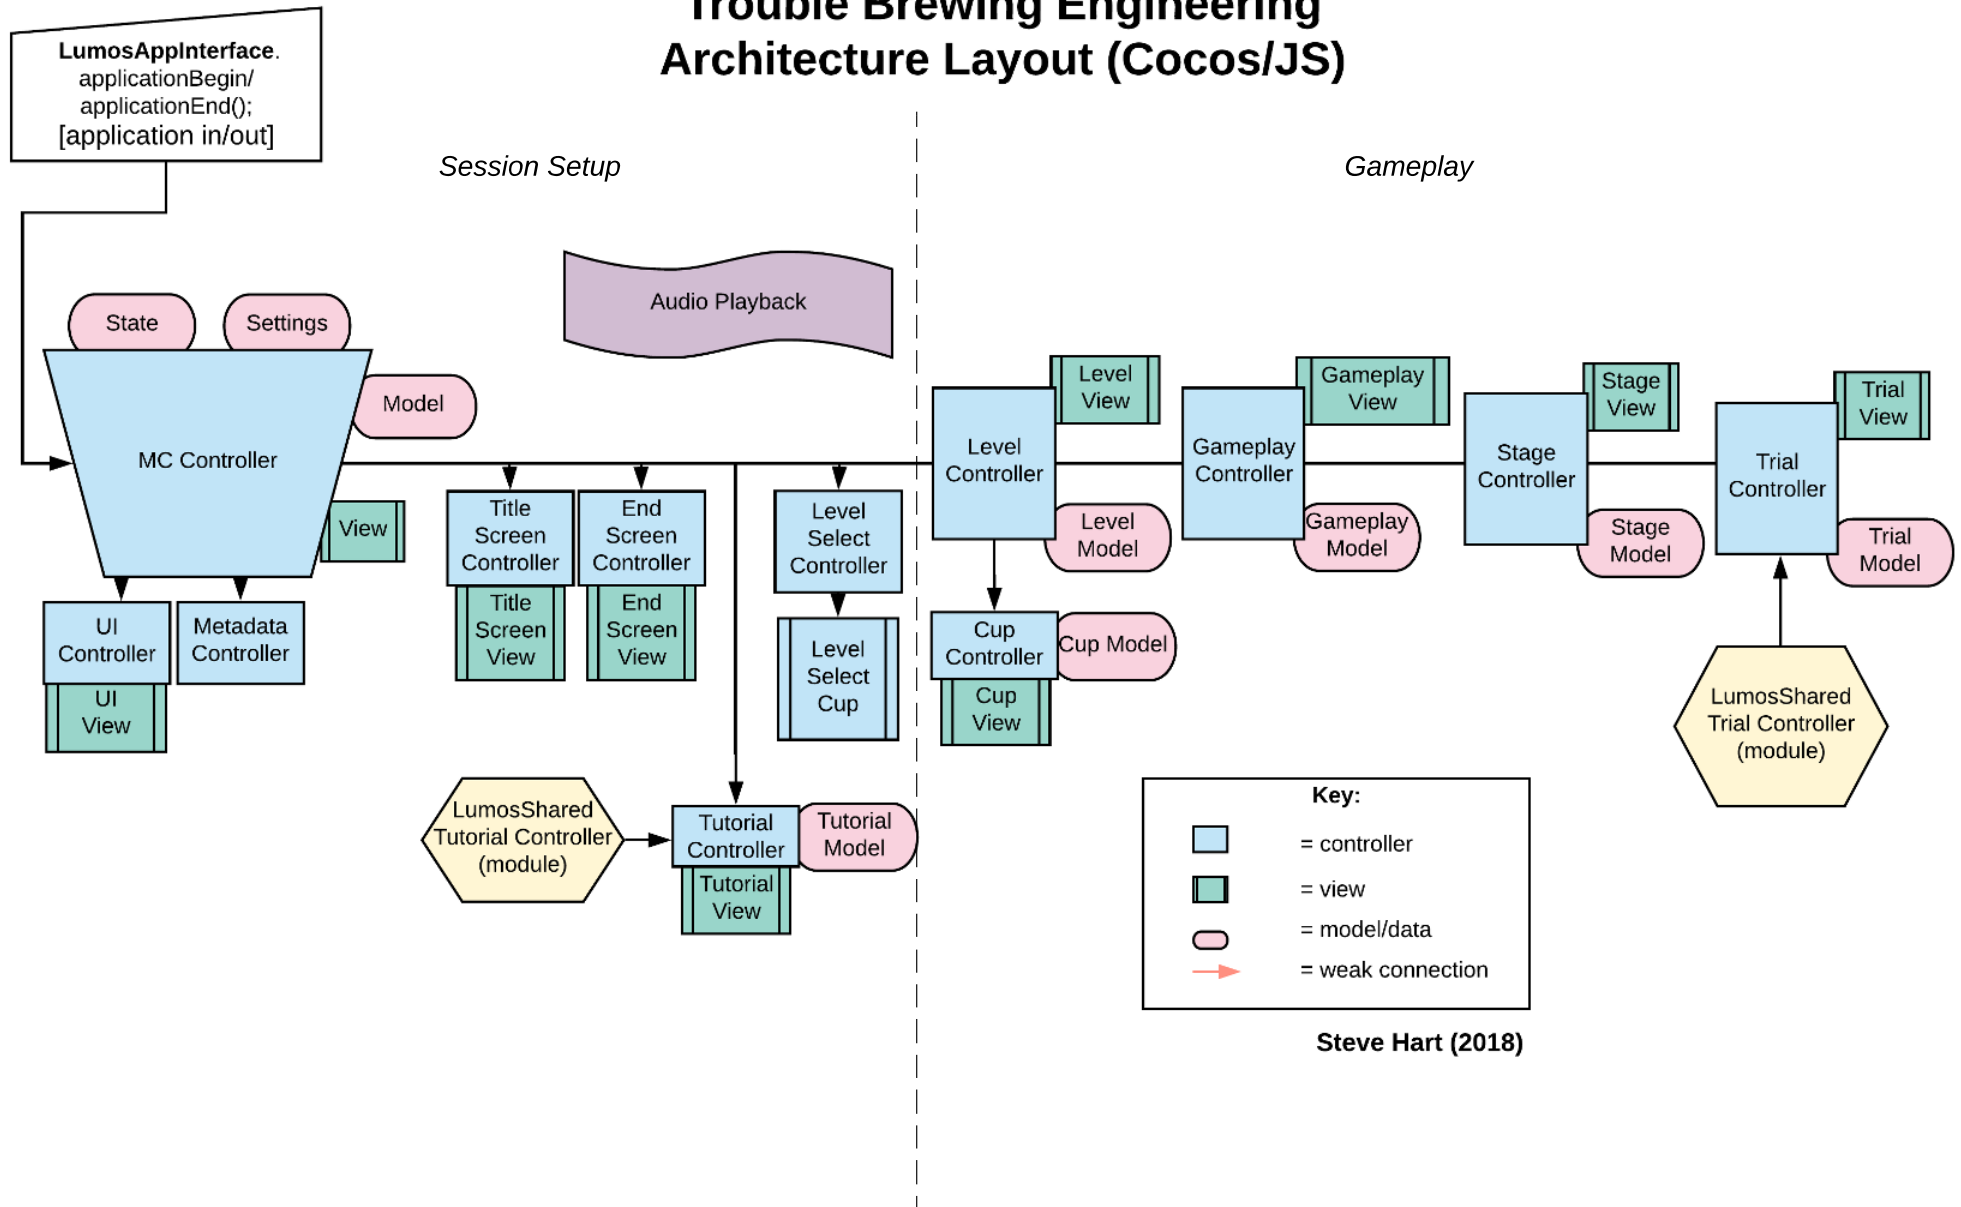 Trouble Brewing Engineering
Architecture Layout (Cocos/JS)
LumosAppInterface.
applicationBegin/
applicationEnd();
[application in/out]
Session Setup
Gameplay
Audio Playback
State
Settings
Model
MC Controller
View
UI
Controller
Metadata
Controller
UI
View
Title
Screen
Controller
Title
Screen
View
End
Screen
Controller
End
Screen
View
Level
Select
Controller
Level
Select
Cup
LumosShared
Tutorial Controller
(module)
Tutorial
Controller
Tutorial
Model
Tutorial
View
Level
Controller
Level
View
Level
Model
Cup
Controller
Cup Model
Cup
View
Gameplay
Controller
Gameplay
View
Gameplay
Model
Stage
Controller
Stage
View
Stage
Model
Trial
Controller
Trial
View
Trial
Model
LumosShared
Trial Controller
(module)
Key:
= controller
= view
= model/data
= weak connection
Steve Hart (2018)